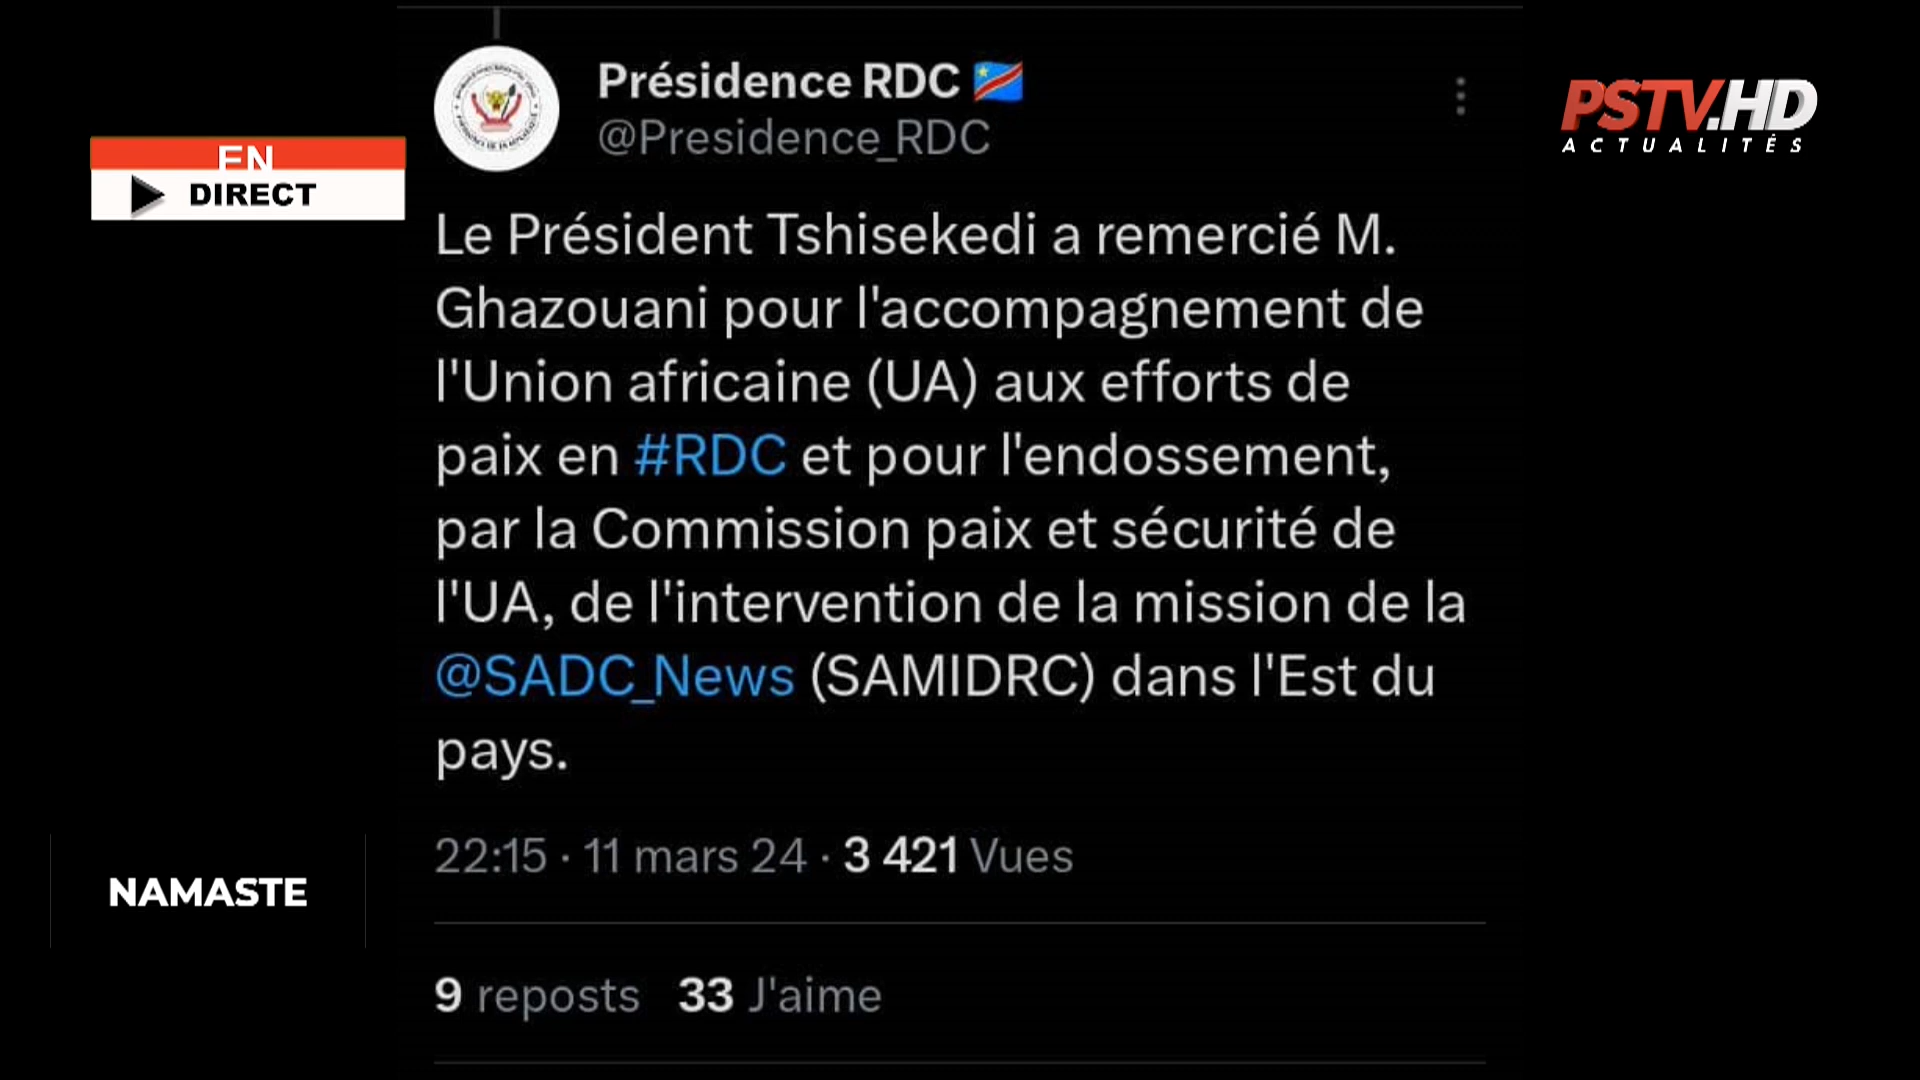 Présidence RDC 🇨🇩
@Presidence_RDC
PSTV.HD
ACTUALITÉS
EN
DIRECT
Le Président Tshisekedi a remercié M.
Ghazouani pour l'accompagnement de
l'Union africaine (UA) aux efforts de
paix en #RDC et pour l'endossement,
par la Commission paix et sécurité de
l'UA, de l'intervention de la mission de la
@SADC_News (SAMIDRC) dans l'Est du
pays.
22:15 · 11 mars 24 · 3 421 Vues
NAMASTE
9 reposts 33 J'aime